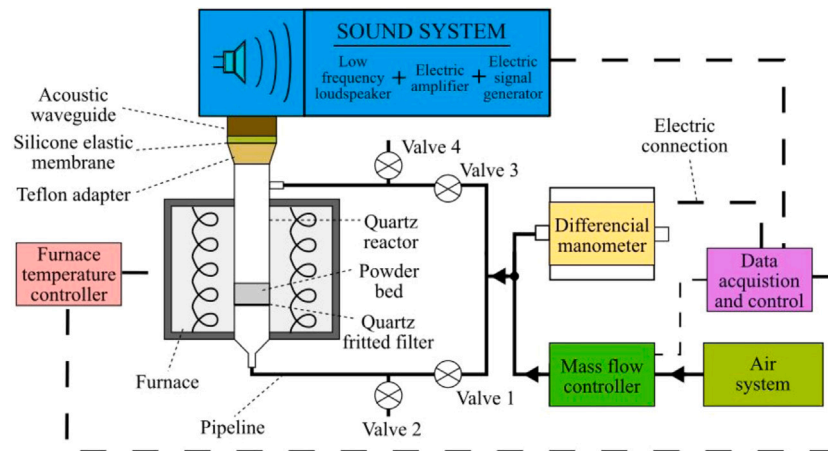 SOUND SYSTEM
Low
frequency
loudspeaker
+
Electric
amplifier
+
Electric
signal
generator
Acoustic
waveguide
Silicone elastic
membrane
Teflon adapter
Valve 4
Valve 3
Electric
connection
Quartz
reactor
Powder
bed
Quartz
fritted filter
Differencial
manometer
Furnace
temperature
controller
Data
acquistion
and control
Furnace
Pipeline
Valve 1
Valve 2
Mass flow
controller
Air
system